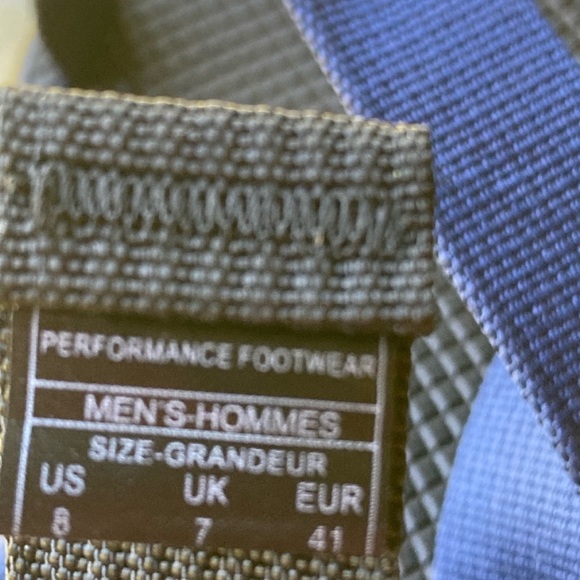 PERFORMANCE FOOTWEAR
MEN'S-HOMMES
SIZE-GRANDEUR
US UK EUR
8 7 41